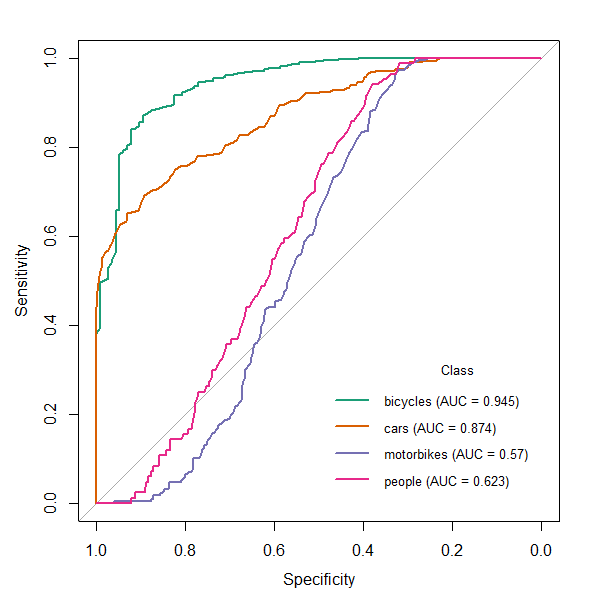 Sensitivity
1.0
0.8
0.6
0.4
0.2
0.0
Class
bicycles (AUC = 0.945)
cars (AUC = 0.874)
motorbikes (AUC = 0.57)
people (AUC = 0.623)
1.0 0.8 0.6 0.4 0.2 0.0
Specificity